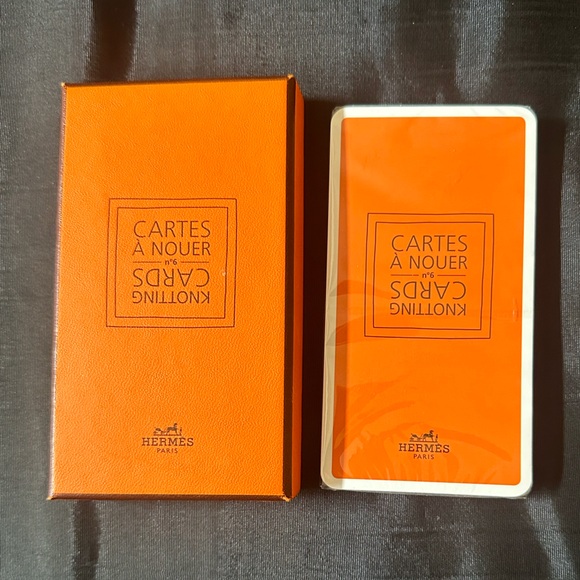 CARTES
À NOUER
n°6
KNOTTING
CARDS
HERMÈS
PARIS
CARTES
À NOUER
n°6
KNOTTING
CARDS
HERMÈS
PARIS